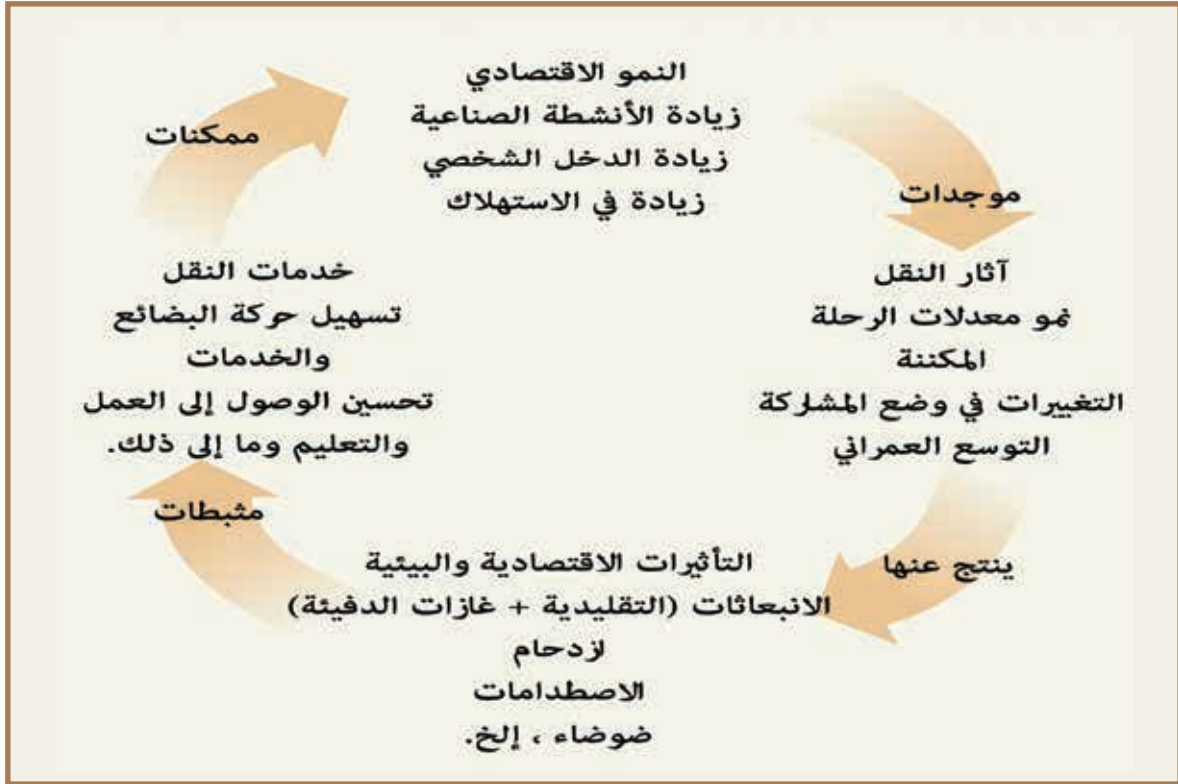 النمو الاقتصادي
زيادة الأنشطة الصناعية
زيادة الدخل الشخصي
زيادة في الاستهلاك
موجدات
آثار النقل
نمو معدلات الرحلة
المكننة
التغييرات في وضع المشاركة
التوسع العمراني
ينتج عنها
التأثيرات الاقتصادية والبيئية
الانبعاثات (التقليدية + غازات الدفيئة)
ازدحام
الاصطدامات
ضوضاء ، إلخ.
مثبطات
خدمات النقل
تسهيل حركة البضائع
والخدمات
تحسين الوصول إلى العمل
والتعليم وما إلى ذلك.
ممكنات